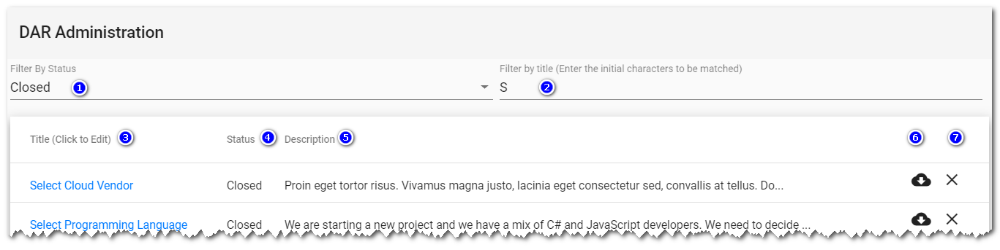 DAR Administration
Filter By Status Filter by title (Enter the initial characters to be matched)
Closed 1 S 2
Title (Click to Edit) 3 Status 4 Description 5 6 7
Select Cloud Vendor Closed Proin eget tortor risus. Vivamus magna justo, lacinia eget consectetur sed, convallis at tellus. Do...
Select Programming Language Closed We are starting a new project and we have a mix of C# and JavaScript developers. We need to decide ...